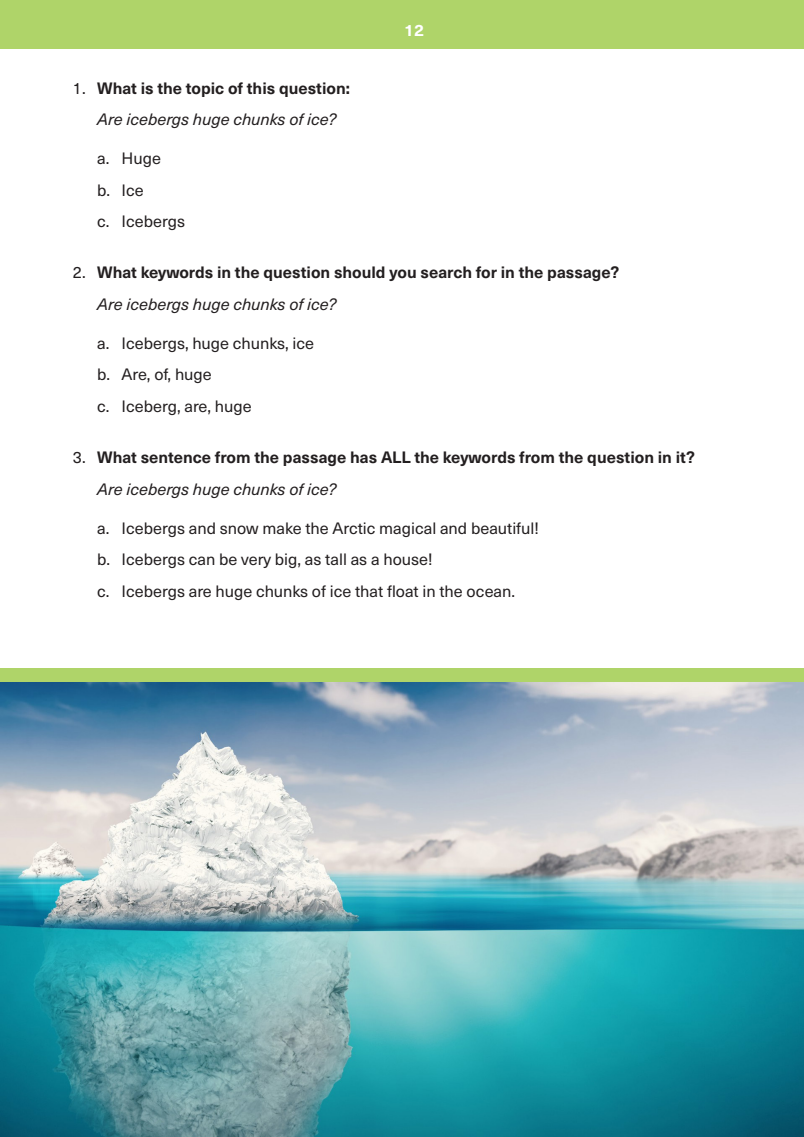 12
1. What is the topic of this question:
Are icebergs huge chunks of ice?
a. Huge
b. Ice
c. Icebergs
2. What keywords in the question should you search for in the passage?
Are icebergs huge chunks of ice?
a. Icebergs, huge chunks, ice
b. Are, of, huge
c. Iceberg, are, huge
3. What sentence from the passage has ALL the keywords from the question in it?
Are icebergs huge chunks of ice?
a. Icebergs and snow make the Arctic magical and beautiful!
b. Icebergs can be very big, as tall as a house!
c. Icebergs are huge chunks of ice that float in the ocean.